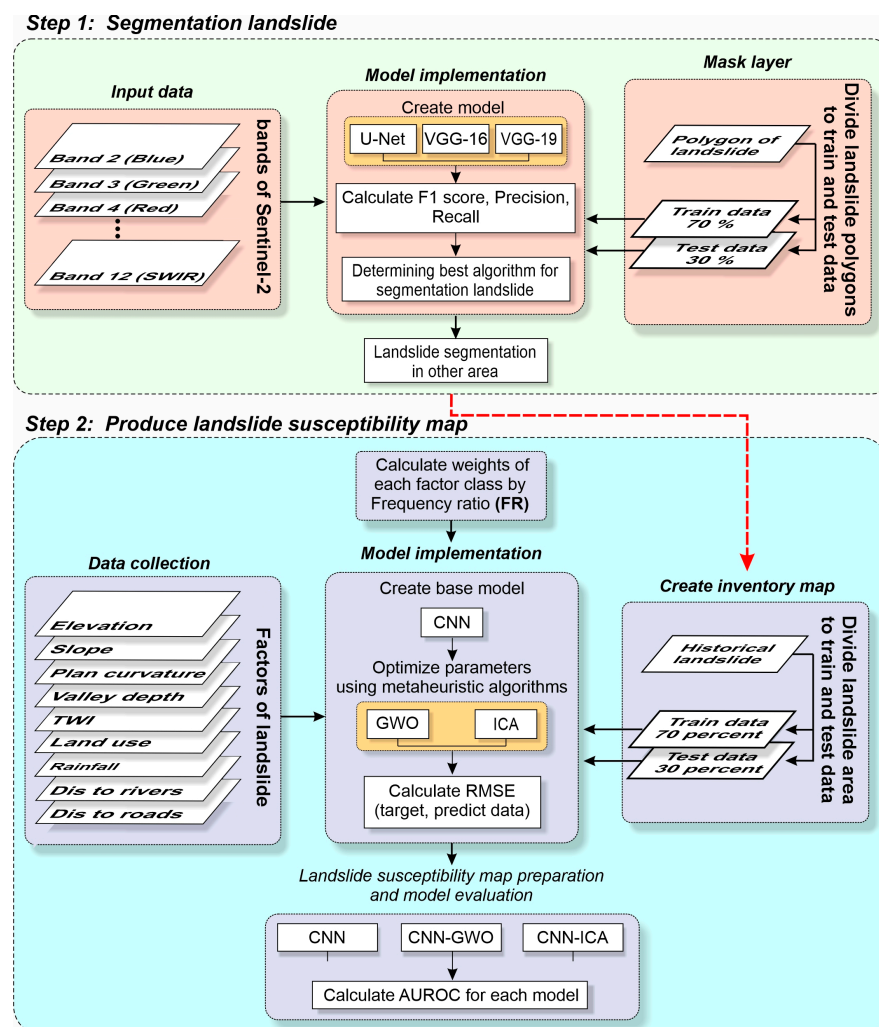 Step 1: Segmentation landslide
Input data
Band 2 (Blue)
Band 3 (Green)
Band 4 (Red)
Band 12 (SWIR)
bands of Sentinel-2
Model implementation
Create model
U-Net
VGG-16
VGG-19
Calculate F1 score, Precision,
Recall
Determining best algorithm for
segmentation landslide
Landslide segmentation
in other area
Mask layer
Polygon of
landslide
Train data
70 %
Test data
30 %
Divide landslide polygons
to train and test data
Step 2: Produce landslide susceptibility map
Calculate weights of
each factor class by
Frequency ratio (FR)
Data collection
Elevation
Slope
Plan curvature
Valley depth
TWI
Land use
Rainfall
Dis to rivers
Dis to roads
Factors of landslide
Model implementation
Create base model
CNN
Optimize parameters
using metaheuristic algorithms
GWO
ICA
Calculate RMSE
(target, predict data)
Create inventory map
Historical
landslide
Train data
70 percent
Test data
30 percent
Divide landslide area
to train and test data
Landslide susceptibility map preparation
and model evaluation
CNN
CNN-GWO
CNN-ICA
Calculate AUROC for each model